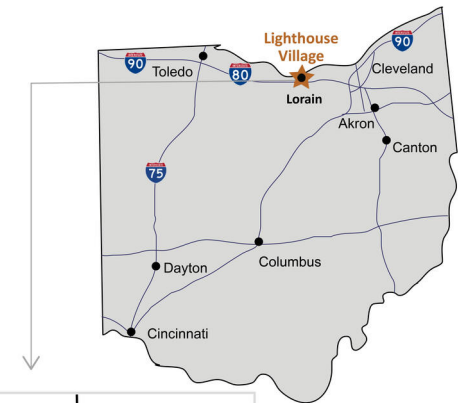 Lighthouse
Village
90
90
Toledo
80
Cleveland
Lorain
Akron
Canton
75
Dayton
Columbus
Cincinnati